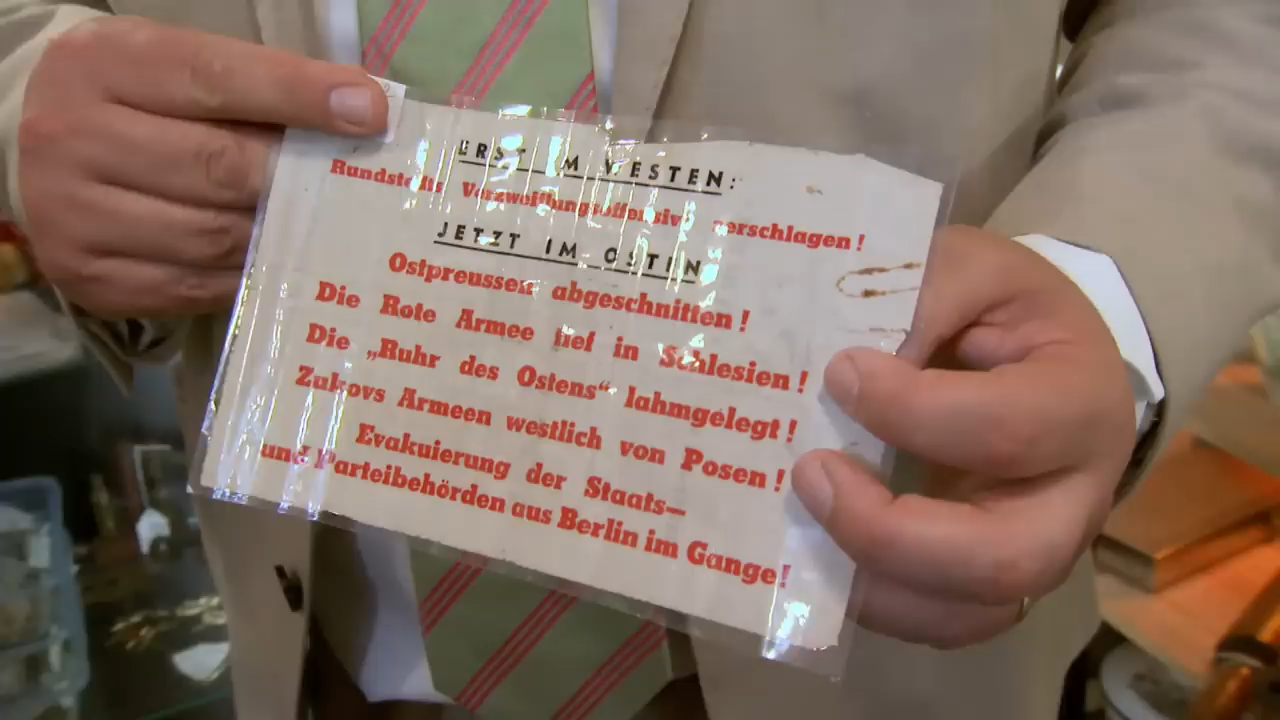 ERST IM WESTEN:
Rundstedts Verzweiflungsoffensive zerschlagen!
JETZT IM OSTEN
Ostpreussen abgeschnitten!
Die Rote Armee tief in Schlesien!
Die „Ruhr des Ostens“ lahmgelegt!
Zukovs Armeen westlich von Posen!
Evakuierung der Staats—
und Parteibehörden aus Berlin im Gange!